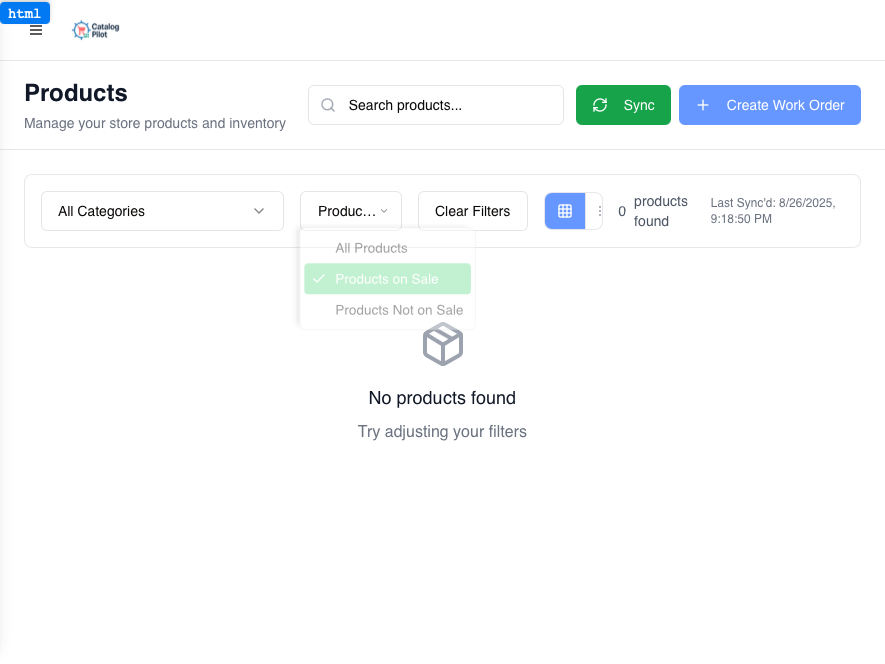 html
Catalog
Pilot
Products
Manage your store products and inventory
Search products...
Sync
Create Work Order
All Categories
Produc...
Clear Filters
0
products
found
Last Sync'd: 8/26/2025,
9:18:50 PM
All Products
Products on Sale
Products Not on Sale
No products found
Try adjusting your filters